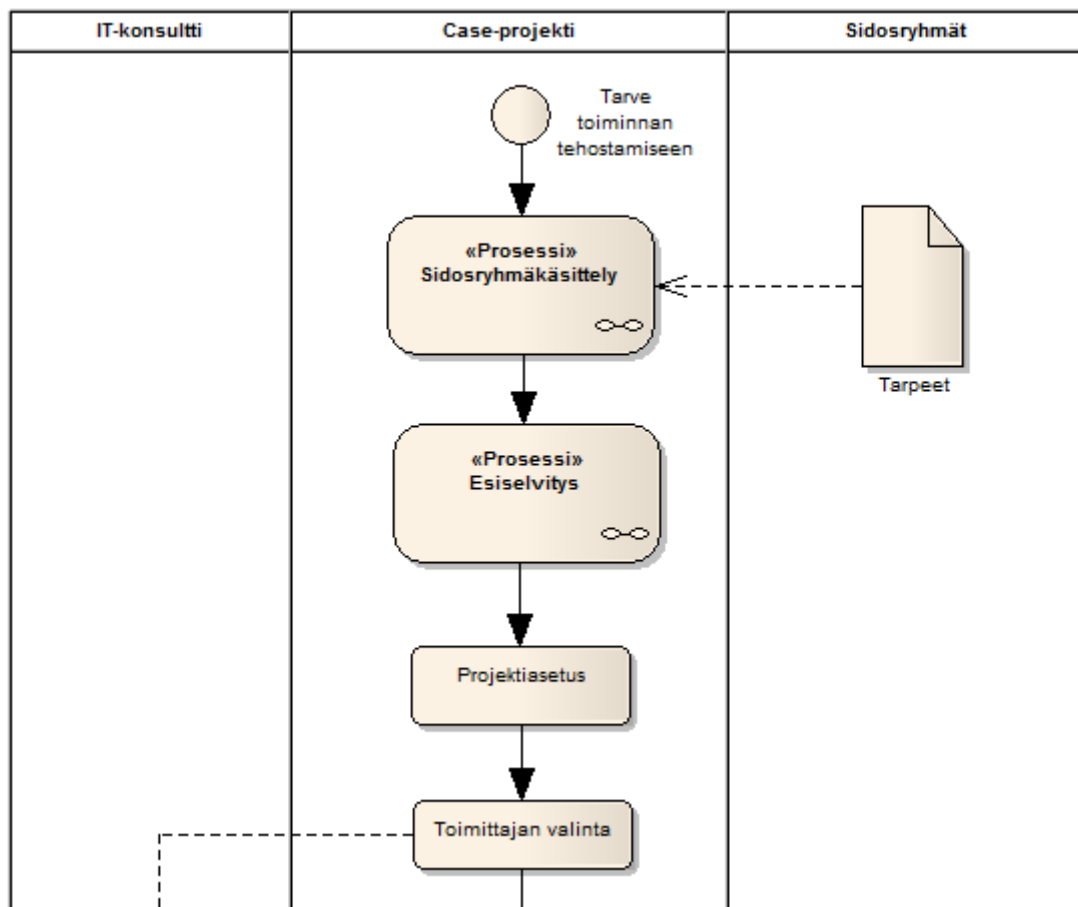 IT-konsultti
Case-projekti
Sidosryhmät
Tarve
toiminnan
tehostamiseen
«Prosessi»
Sidosryhmäkäsittely
Tarpeet
«Prosessi»
Esiselvitys
Projektiasetus
Toimittajan valinta